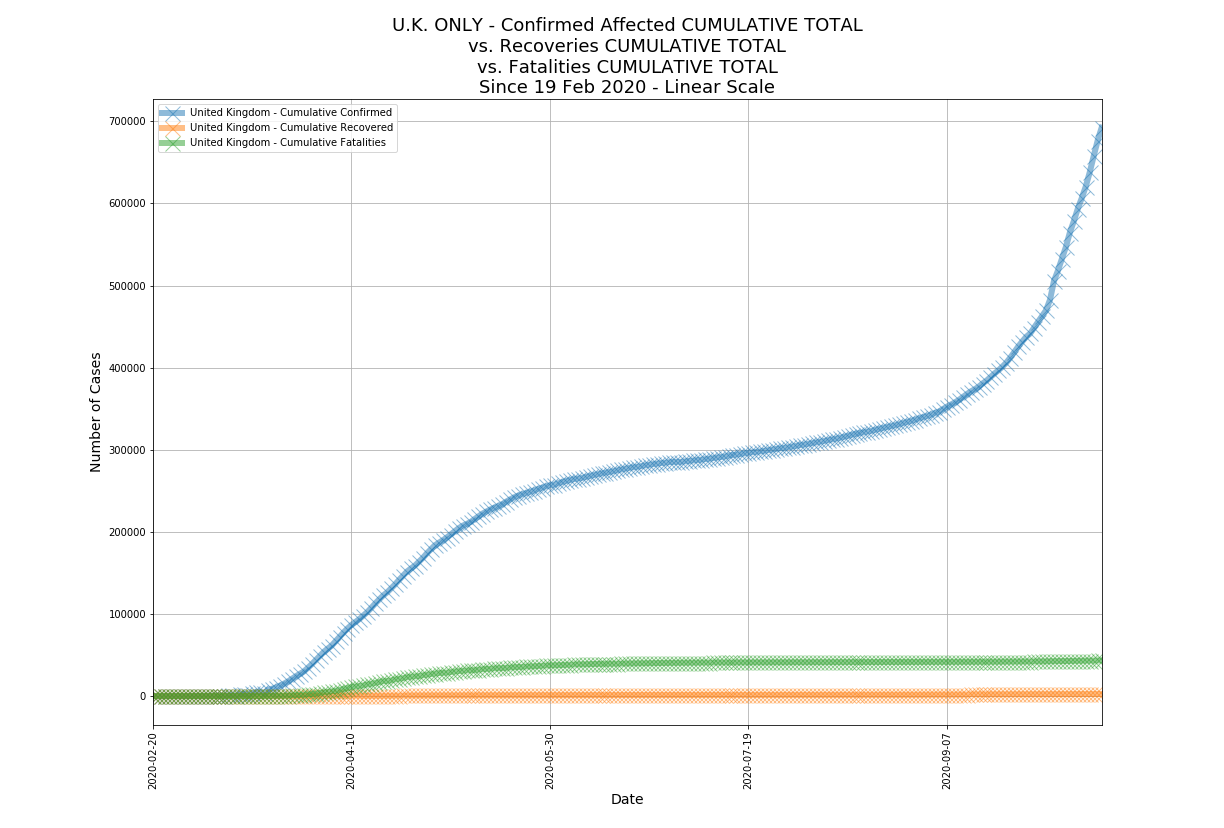 U.K. ONLY - Confirmed Affected CUMULATIVE TOTAL
vs. Recoveries CUMULATIVE TOTAL
vs. Fatalities CUMULATIVE TOTAL
Since 19 Feb 2020 - Linear Scale
United Kingdom - Cumulative Confirmed
United Kingdom - Cumulative Recovered
United Kingdom - Cumulative Fatalities
Number of Cases
700000
600000
500000
400000
300000
200000
100000
0
2020-02-20
2020-04-10
2020-05-30
2020-07-19
2020-09-07
Date